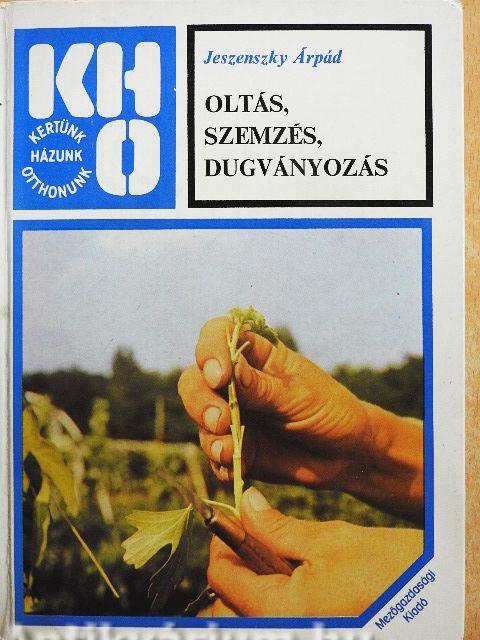 KH
O
KERTÜNK
HÁZUNK
OTTHONUNK
Jeszenszky Árpád
OLTÁS,
SZEMZÉS,
DUGVÁNYOZÁS
Mezőgazdasági
Kiadó